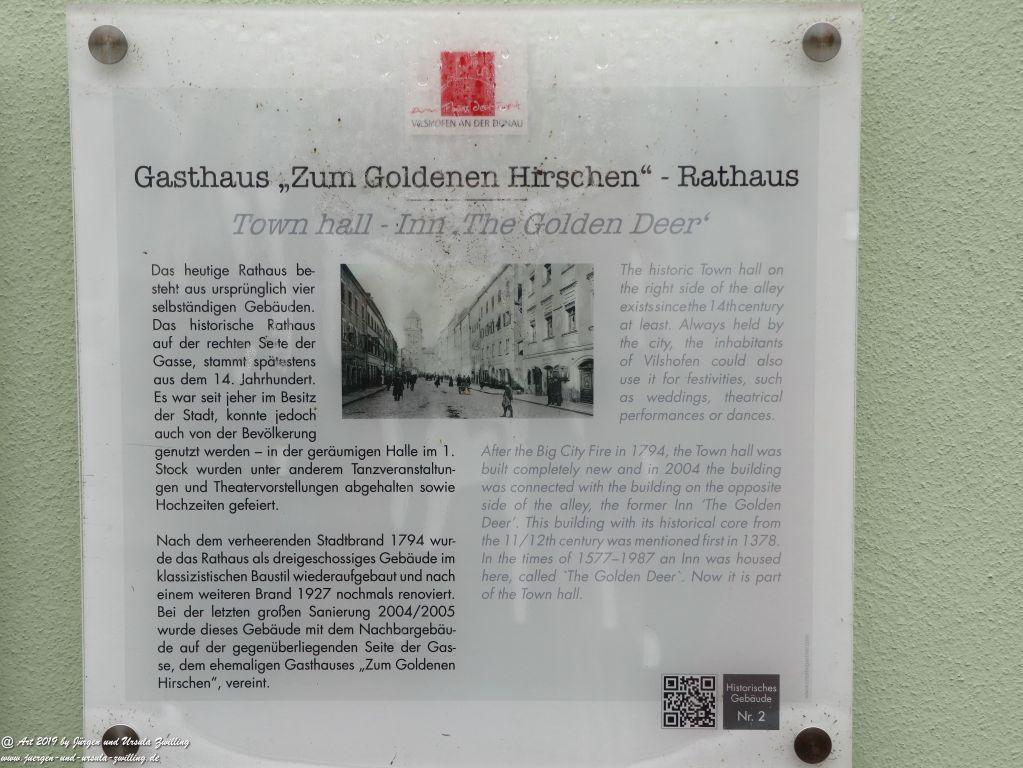 am Fluss der Zeit
VILSHOFEN AN DER DONAU
Gasthaus „Zum Goldenen Hirschen“ - Rathaus
Town hall - Inn ‚The Golden Deer‘
Das heutige Rathaus be-
steht aus ursprünglich vier
selbständigen Gebäuden.
Das historische Rathaus
auf der rechten Seite der
Gasse, stammt spätestens
aus dem 14. Jahrhundert.
Es war seit jeher im Besitz
der Stadt, konnte jedoch
auch von der Bevölkerung
genutzt werden – in der geräumigen Halle im 1.
Stock wurden unter anderem Tanzveranstaltun-
gen und Theatervorstellungen abgehalten sowie
Hochzeiten gefeiert.
Nach dem verheerenden Stadtbrand 1794 wur-
de das Rathaus als dreigeschossiges Gebäude im
klassizistischen Baustil wiederaufgebaut und nach
einem weiteren Brand 1927 nochmals renoviert.
Bei der letzten großen Sanierung 2004/2005
wurde dieses Gebäude mit dem Nachbargebäu-
de auf der gegenüberliegenden Seite der Gas-
se, dem ehemaligen Gasthauses „Zum Goldenen
Hirschen“, vereint.
The historic Town hall on
the right side of the alley
exists since the 14th century
at least. Always held by
the city, the inhabitants
of Vilshofen could also
use it for festivities, such
as weddings, theatrical
performances or dances.
After the Big City Fire in 1794, the Town hall was
built completely new and in 2004 the building
was connected with the building on the opposite
side of the alley, the former Inn ‘The Golden
Deer’. This building with its historical core from
the 11/12th century was mentioned first in 1378.
In the times of 1577–1987 an Inn was housed
here, called `The Golden Deer`. Now it is part
of the Town hall.
Historisches
Gebäude
Nr. 2
@ Art 2019 by Jürgen und Ursula Zwilling
www.juergen-und-ursula-zwilling.de